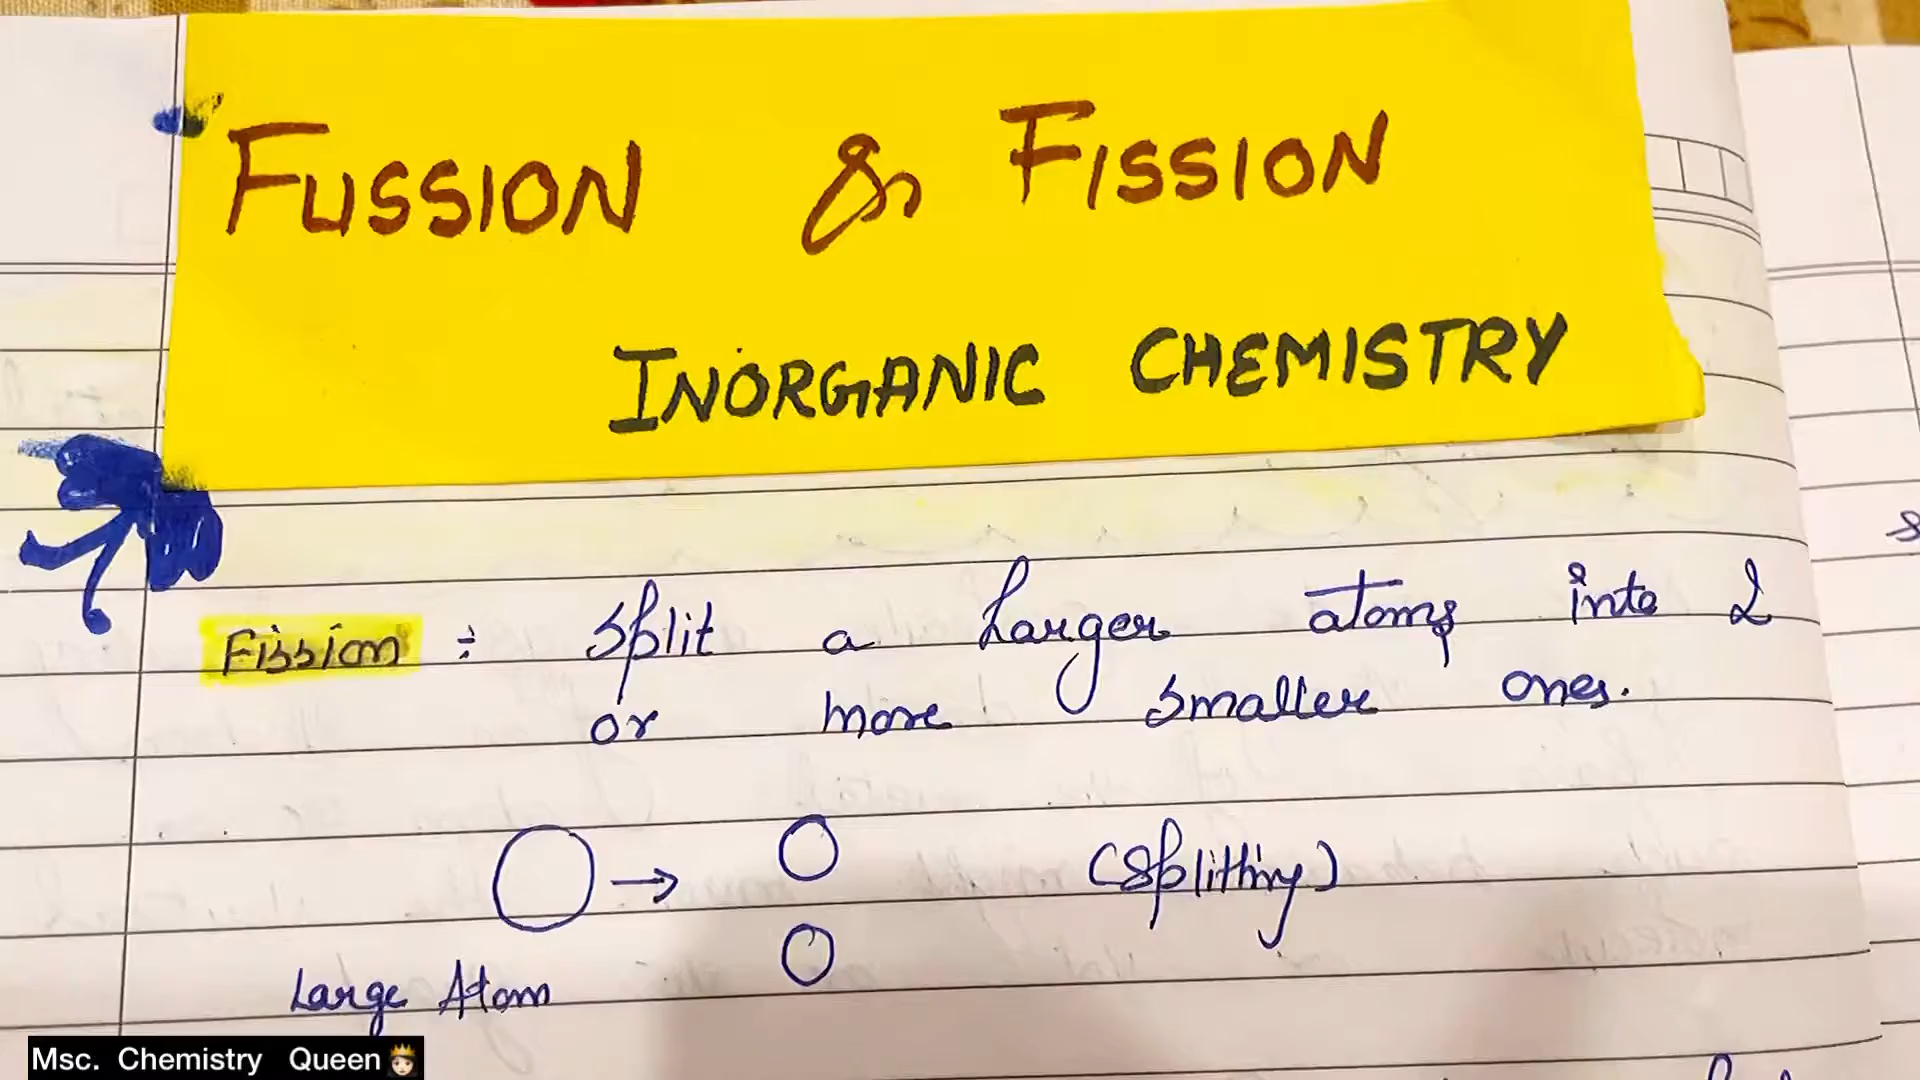 FUSSION & FISSION
INORGANIC CHEMISTRY
Fission : Split a Larger atoms into 2
or more smaller ones.
(Splitting)
Large Atom
Msc. Chemistry Queen👸🏻